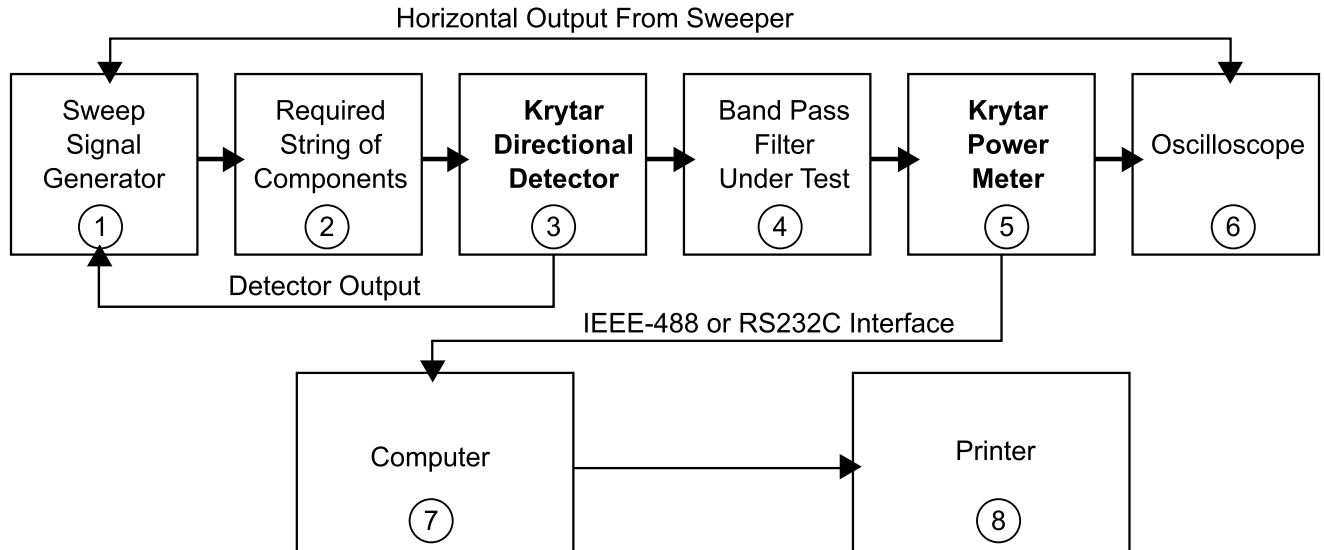 Horizontal Output From Sweeper
Sweep
Signal
Generator
1
Required
String of
Components
2
Krytar
Directional
Detector
3
Band Pass
Filter
Under Test
4
Krytar
Power
Meter
5
Oscilloscope
6
Detector Output
IEEE-488 or RS232C Interface
Computer
7
Printer
8